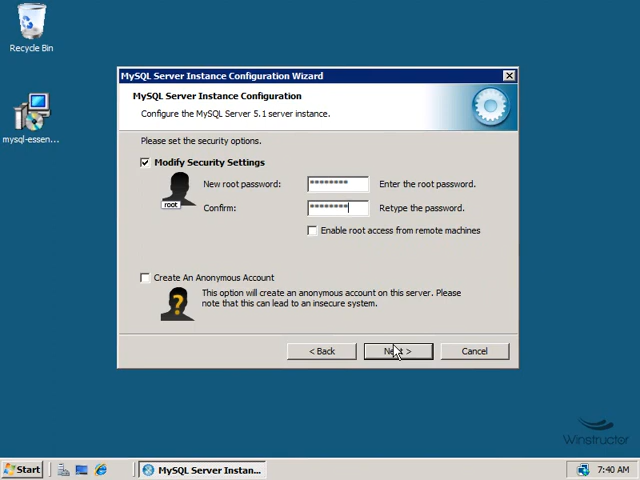 Recycle Bin
mysql-essen...
MySQL Server Instance Configuration Wizard
MySQL Server Instance Configuration
Configure the MySQL Server 5.1 server instance.
Please set the security options.
Modify Security Settings
root
New root password:
******** Enter the root password.
Confirm:
******** Retype the password.
Enable root access from remote machines
Create An Anonymous Account
This option will create an anonymous account on this server. Please
note that this can lead to an insecure system.
< Back
Next >
Cancel
Winstructor
Start
MySQL Server Instan...
7:40 AM